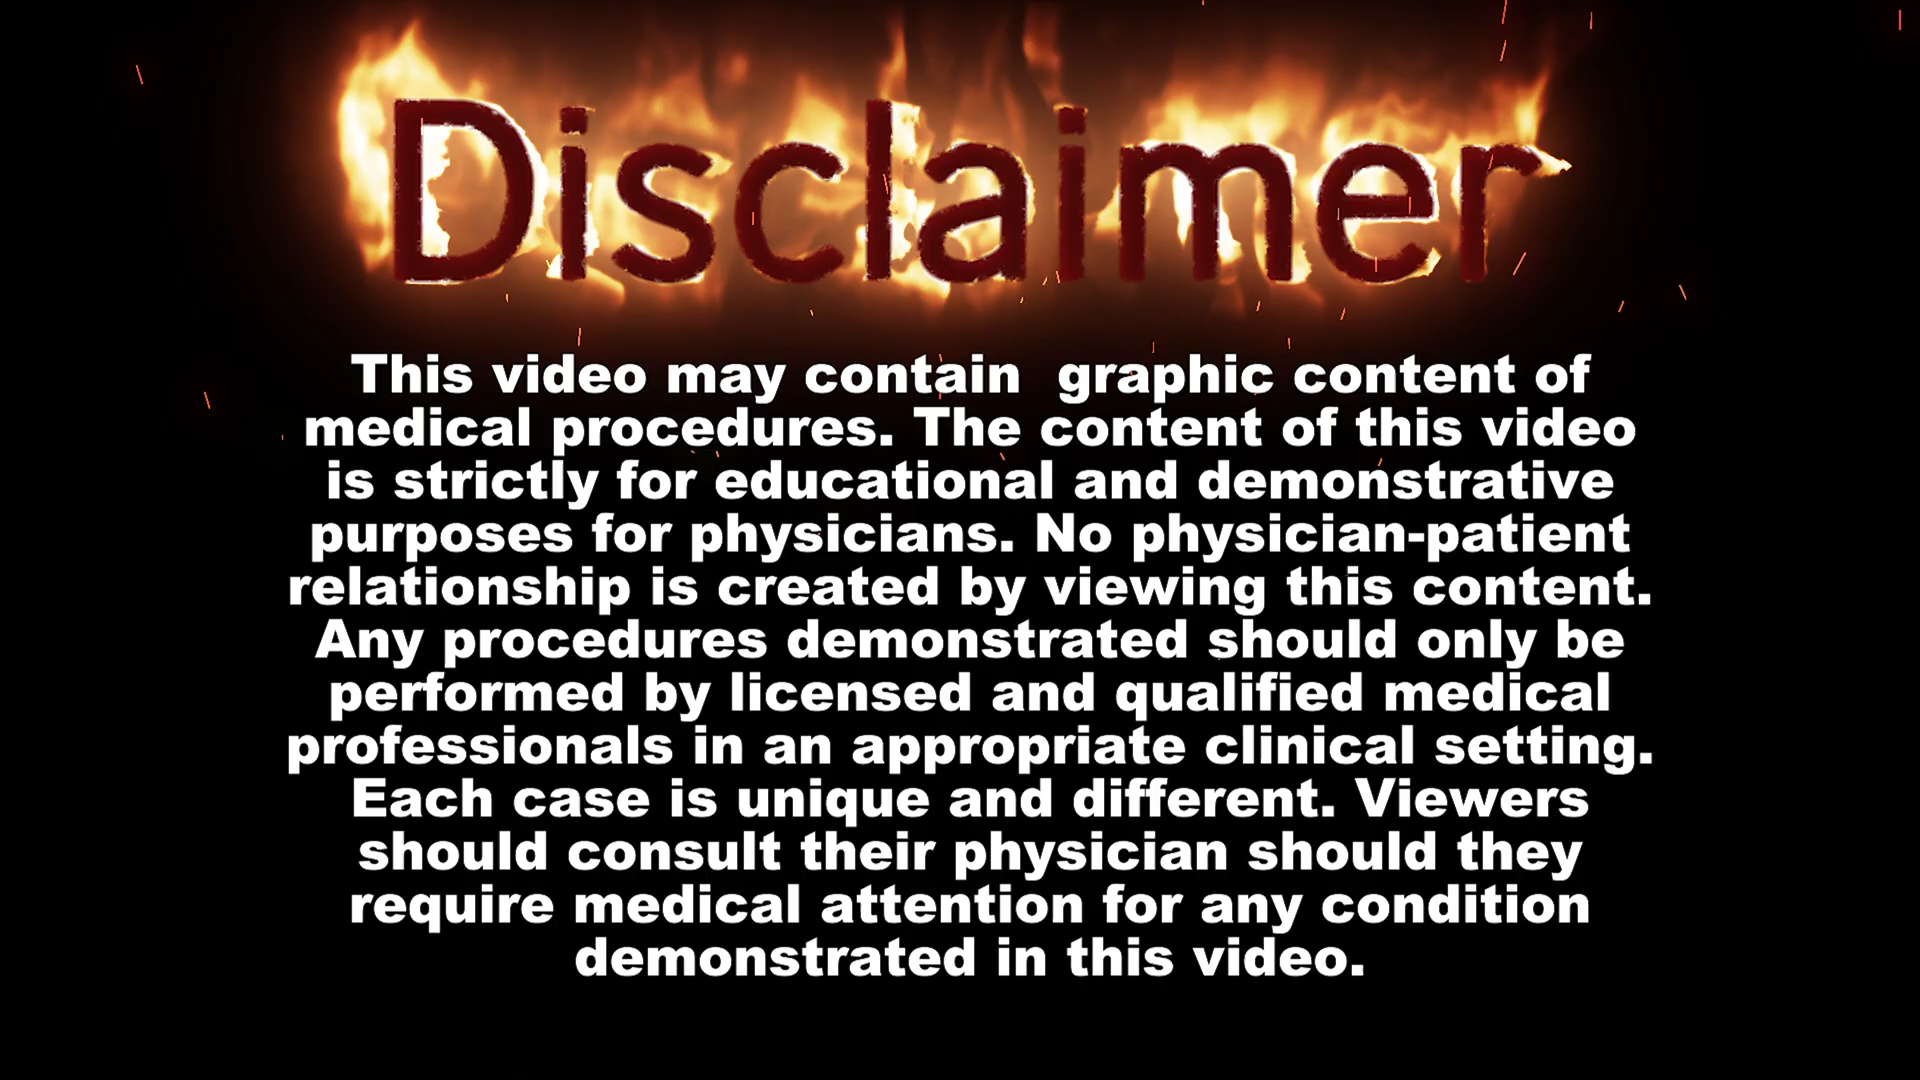 Disclaimer
This video may contain  graphic content of
medical procedures. The content of this video
is strictly for educational and demonstrative
purposes for physicians. No physician-patient
relationship is created by viewing this content.
Any procedures demonstrated should only be
performed by licensed and qualified medical
professionals in an appropriate clinical setting.
Each case is unique and different. Viewers
should consult their physician should they
require medical attention for any condition
demonstrated in this video.